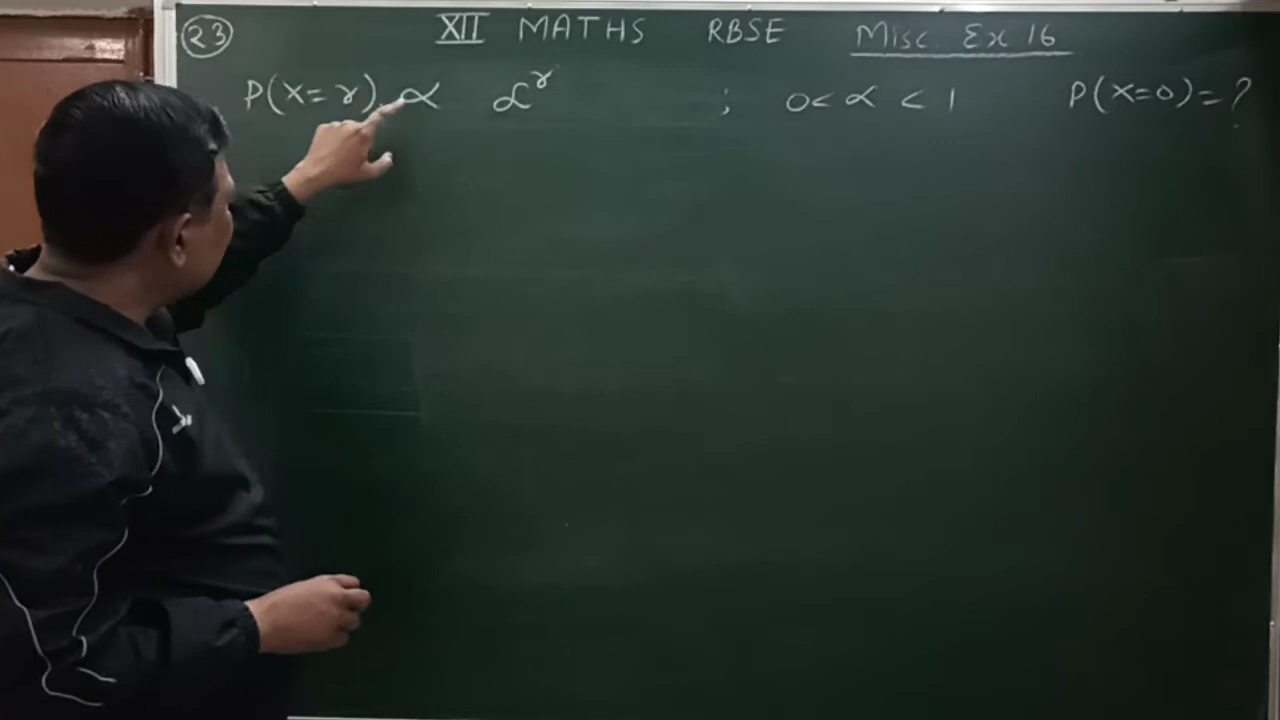 23 XII MATHS RBSE Misc. Ex 16
P(X=r) ∝ α^r ; 0< α < 1 P(X=0)=?